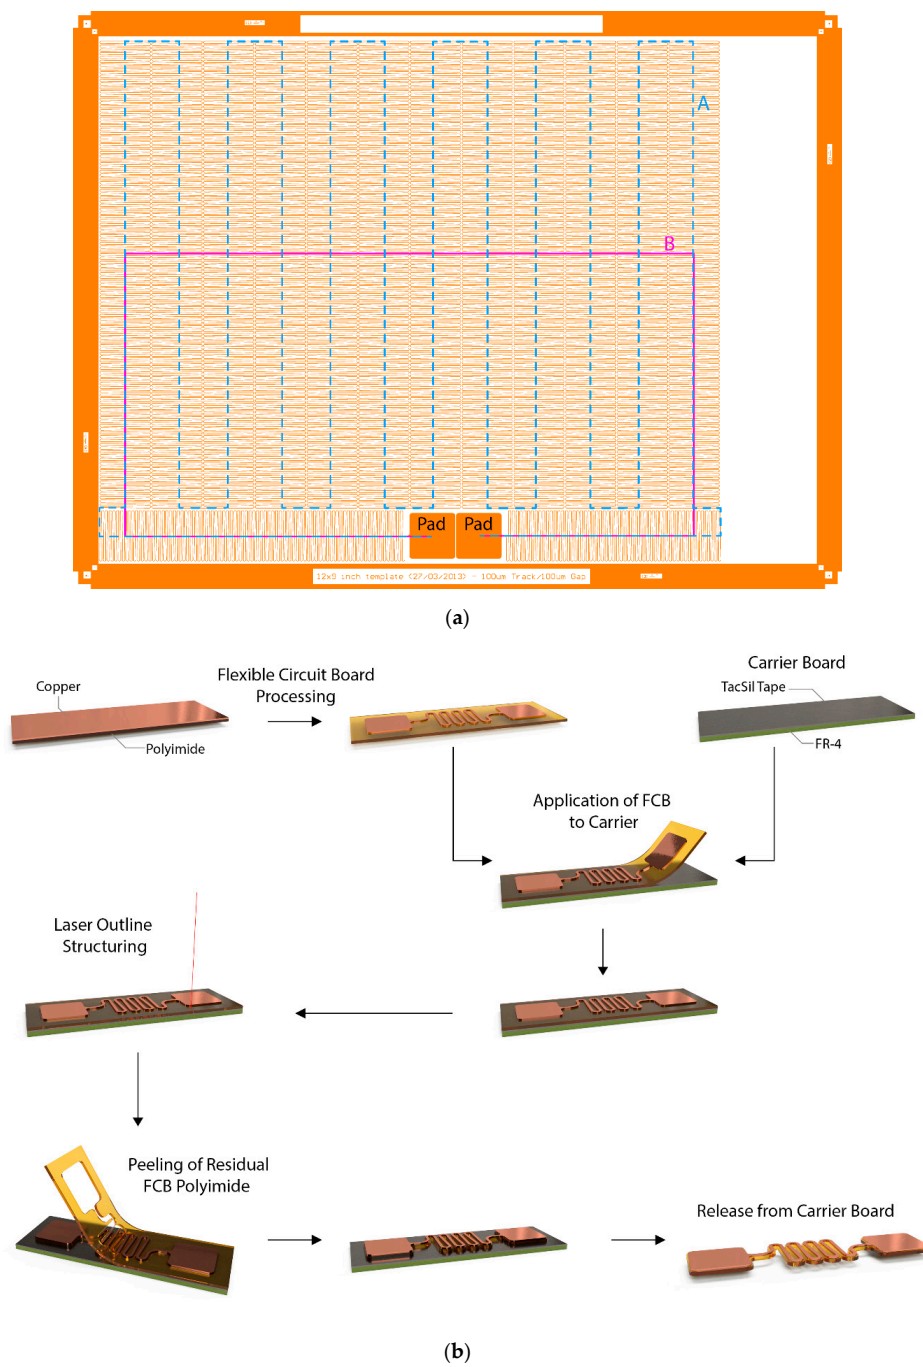 A
B
Pad Pad
12x9 inch template (27/03/2013) - 100um Track/100um Gap
(a)
Flexible Circuit Board
Processing
Carrier Board
Copper
TacSil Tape
Polyimide
FR-4
Application of FCB
to Carrier
Laser Outline
Structuring
Peeling of Residual
FCB Polyimide
Release from Carrier Board
(b)